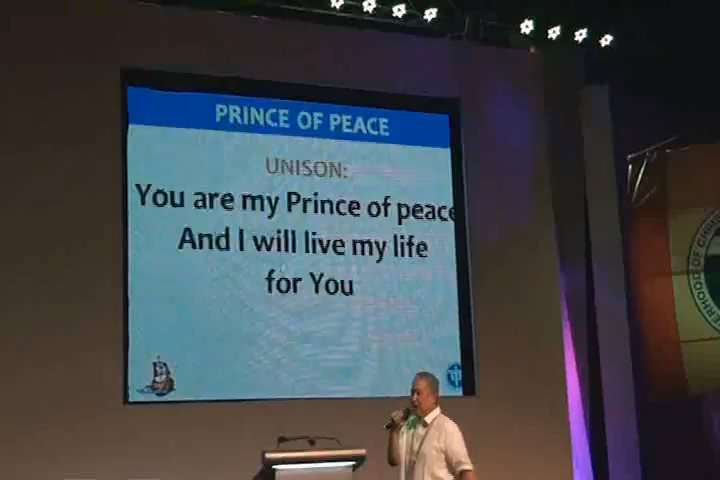 PRINCE OF PEACE
UNISON:
You are my Prince of peace
And I will live my life
for You